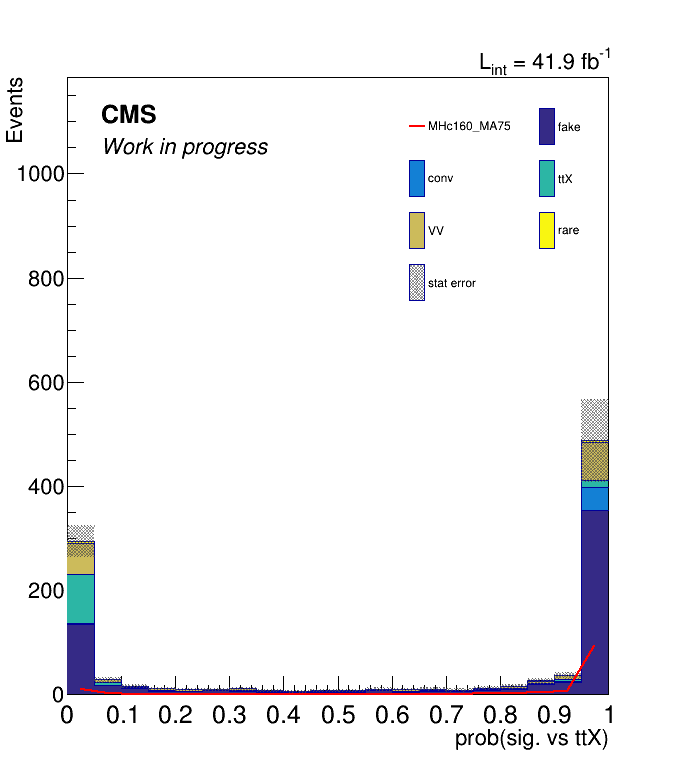 L_int = 41.9 fb^-1
Events
CMS
Work in progress
MHc160_MA75
fake
conv
ttX
VV
rare
stat error
1000
800
600
400
200
0
0 0.1 0.2 0.3 0.4 0.5 0.6 0.7 0.8 0.9 1
prob(sig. vs ttX)